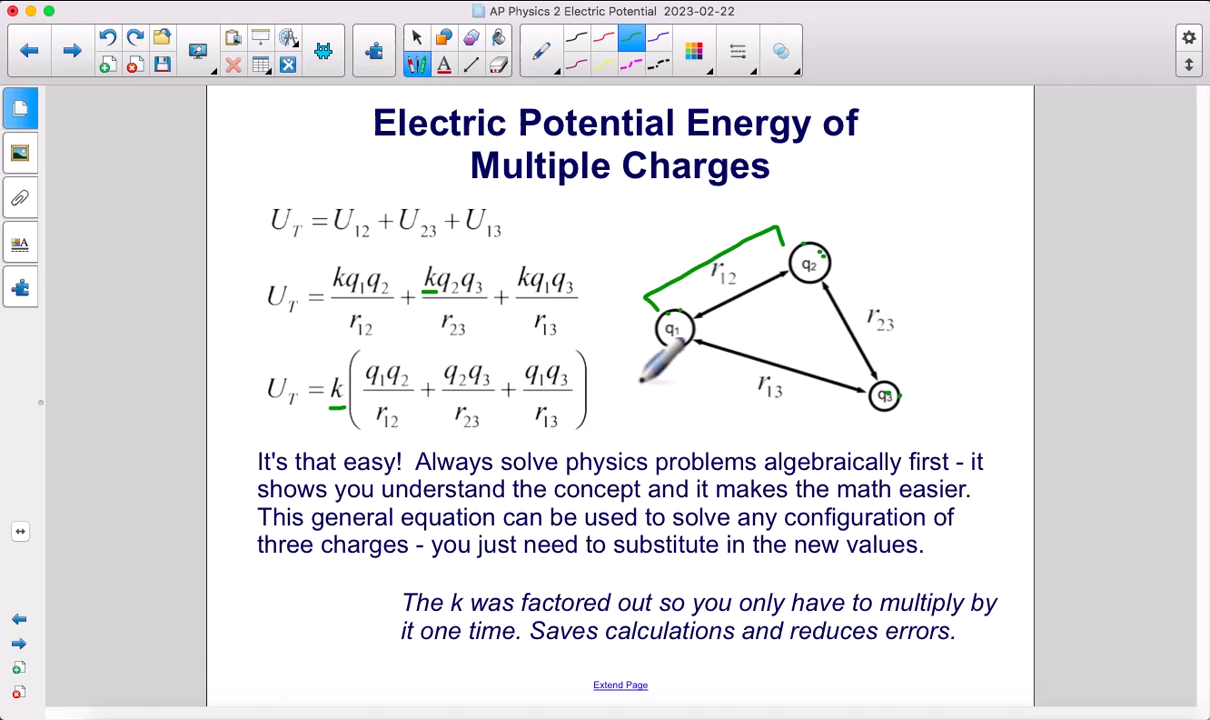 AP Physics 2 Electric Potential 2023-02-22
Electric Potential Energy of
Multiple Charges
U_T = U_12 + U_23 + U_13
U_T = kq_1q_2/r_12 + kq_2q_3/r_23 + kq_1q_3/r_13
U_T = k(q_1q_2/r_12 + q_2q_3/r_23 + q_1q_3/r_13)
q_2
r_12
q_1
r_23
r_13
q_3
It's that easy! Always solve physics problems algebraically first - it
shows you understand the concept and it makes the math easier.
This general equation can be used to solve any configuration of
three charges - you just need to substitute in the new values.
The k was factored out so you only have to multiply by
it one time. Saves calculations and reduces errors.
Extend Page